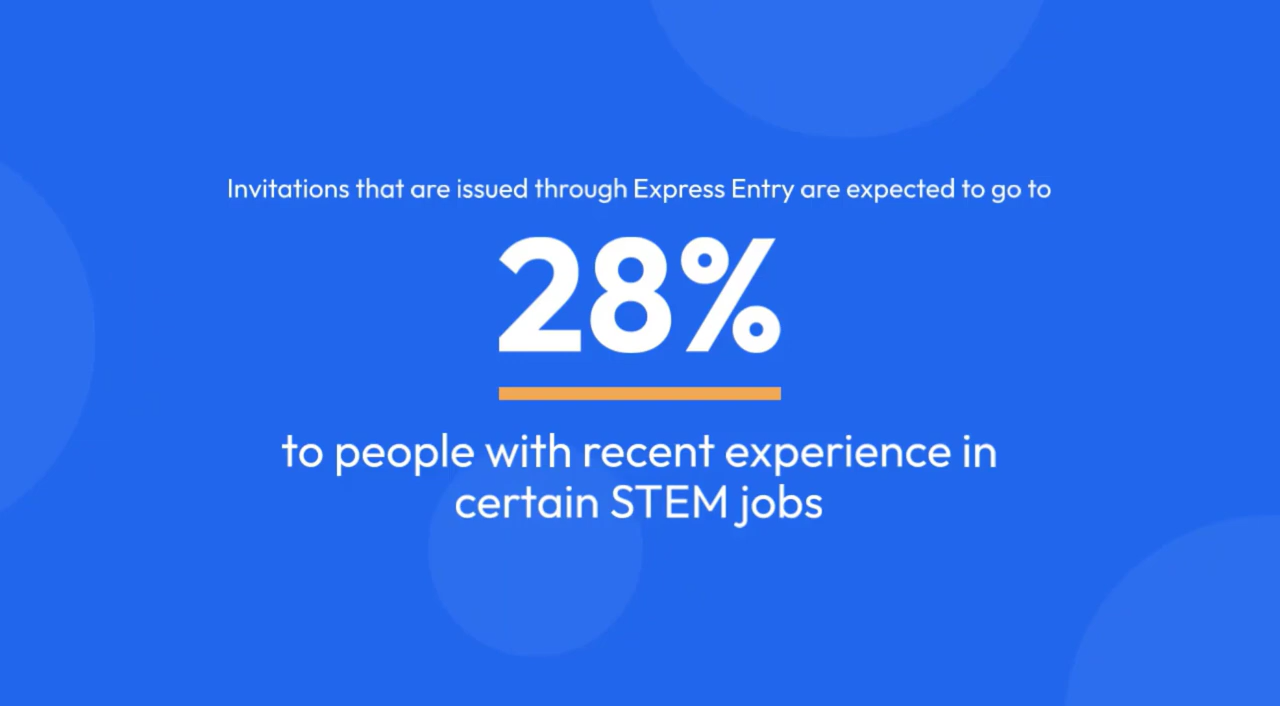 Invitations that are issued through Express Entry are expected to go to
28%
to people with recent experience in
certain STEM jobs